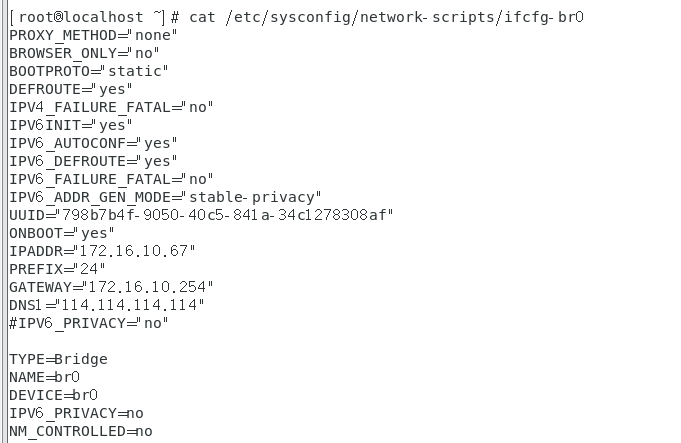 [root@localhost ~]# cat /etc/sysconfig/network-scripts/ifcfg-br0
PROXY_METHOD="none"
BROWSER_ONLY="no"
BOOTPROTO="static"
DEFROUTE="yes"
IPV4_FAILURE_FATAL="no"
IPV6INIT="yes"
IPV6_AUTOCONF="yes"
IPV6_DEFROUTE="yes"
IPV6_FAILURE_FATAL="no"
IPV6_ADDR_GEN_MODE="stable-privacy"
UUID="798b7b4f-9050-40c5-841a-34c1278308af"
ONBOOT="yes"
IPADDR="172.16.10.67"
PREFIX="24"
GATEWAY="172.16.10.254"
DNS1="114.114.114.114"
#IPV6_PRIVACY="no"
TYPE=Bridge
NAME=br0
DEVICE=br0
IPV6_PRIVACY=no
NM_CONTROLLED=no